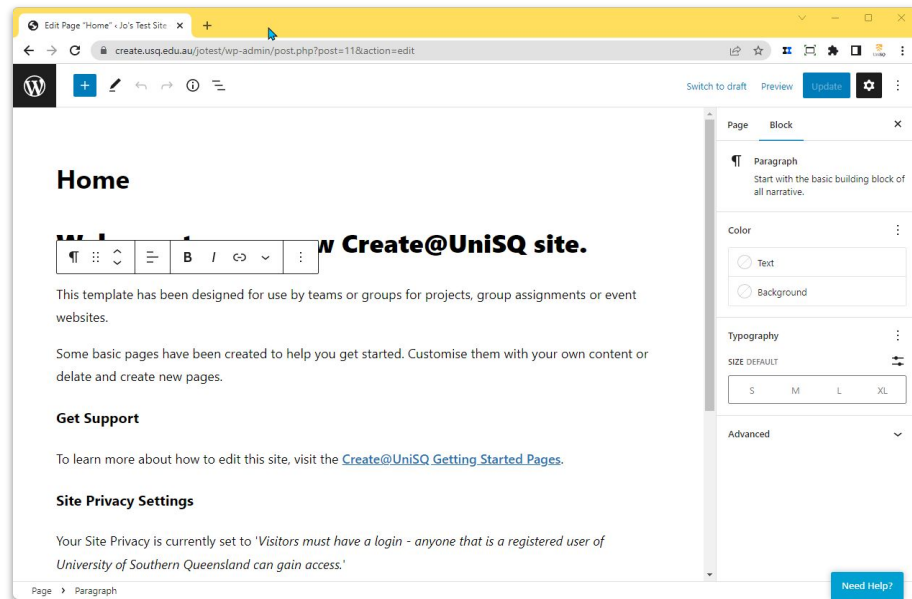 Edit Page "Home" ‹ Jo's Test Site
create.usq.edu.au/jotest/wp-admin/post.php?post=11&action=edit
Switch to draft Preview Update
Page Block
Paragraph
Start with the basic building block of
all narrative.
Home
Color
w Create@UniSQ site.
B I
Text
Background
This template has been designed for use by teams or groups for projects, group assignments or event
websites.
Typography
Some basic pages have been created to help you get started. Customise them with your own content or
delate and create new pages.
SIZE DEFAULT
S M L XL
Get Support
Advanced
To learn more about how to edit this site, visit the Create@UniSQ Getting Started Pages.
Site Privacy Settings
Your Site Privacy is currently set to 'Visitors must have a login - anyone that is a registered user of
University of Southern Queensland can gain access.'
Page > Paragraph
Need Help?